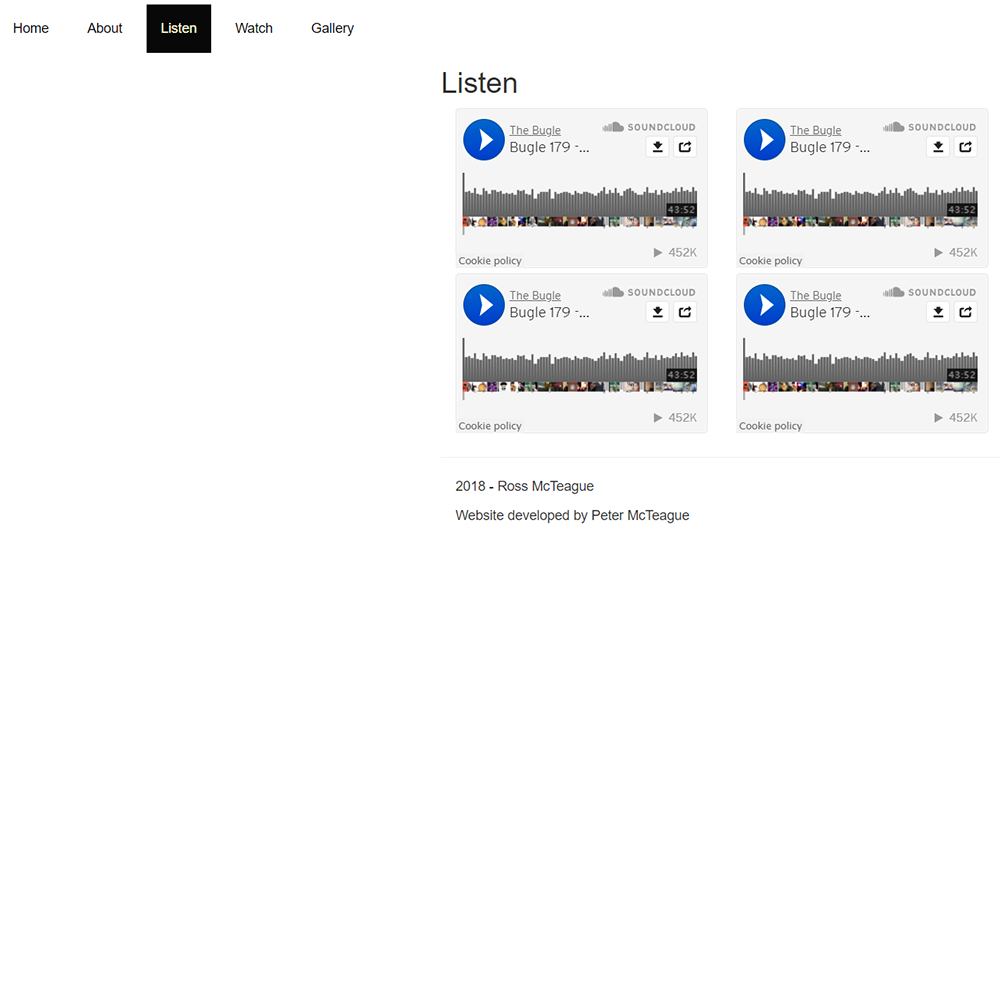 Home About Listen Watch Gallery
Listen
The Bugle SOUNDCLOUD
Bugle 179 -...
43:52
452K
Cookie policy
The Bugle SOUNDCLOUD
Bugle 179 -...
43:52
452K
Cookie policy
The Bugle SOUNDCLOUD
Bugle 179 -...
43:52
452K
Cookie policy
The Bugle SOUNDCLOUD
Bugle 179 -...
43:52
452K
Cookie policy
2018 - Ross McTeague
Website developed by Peter McTeague